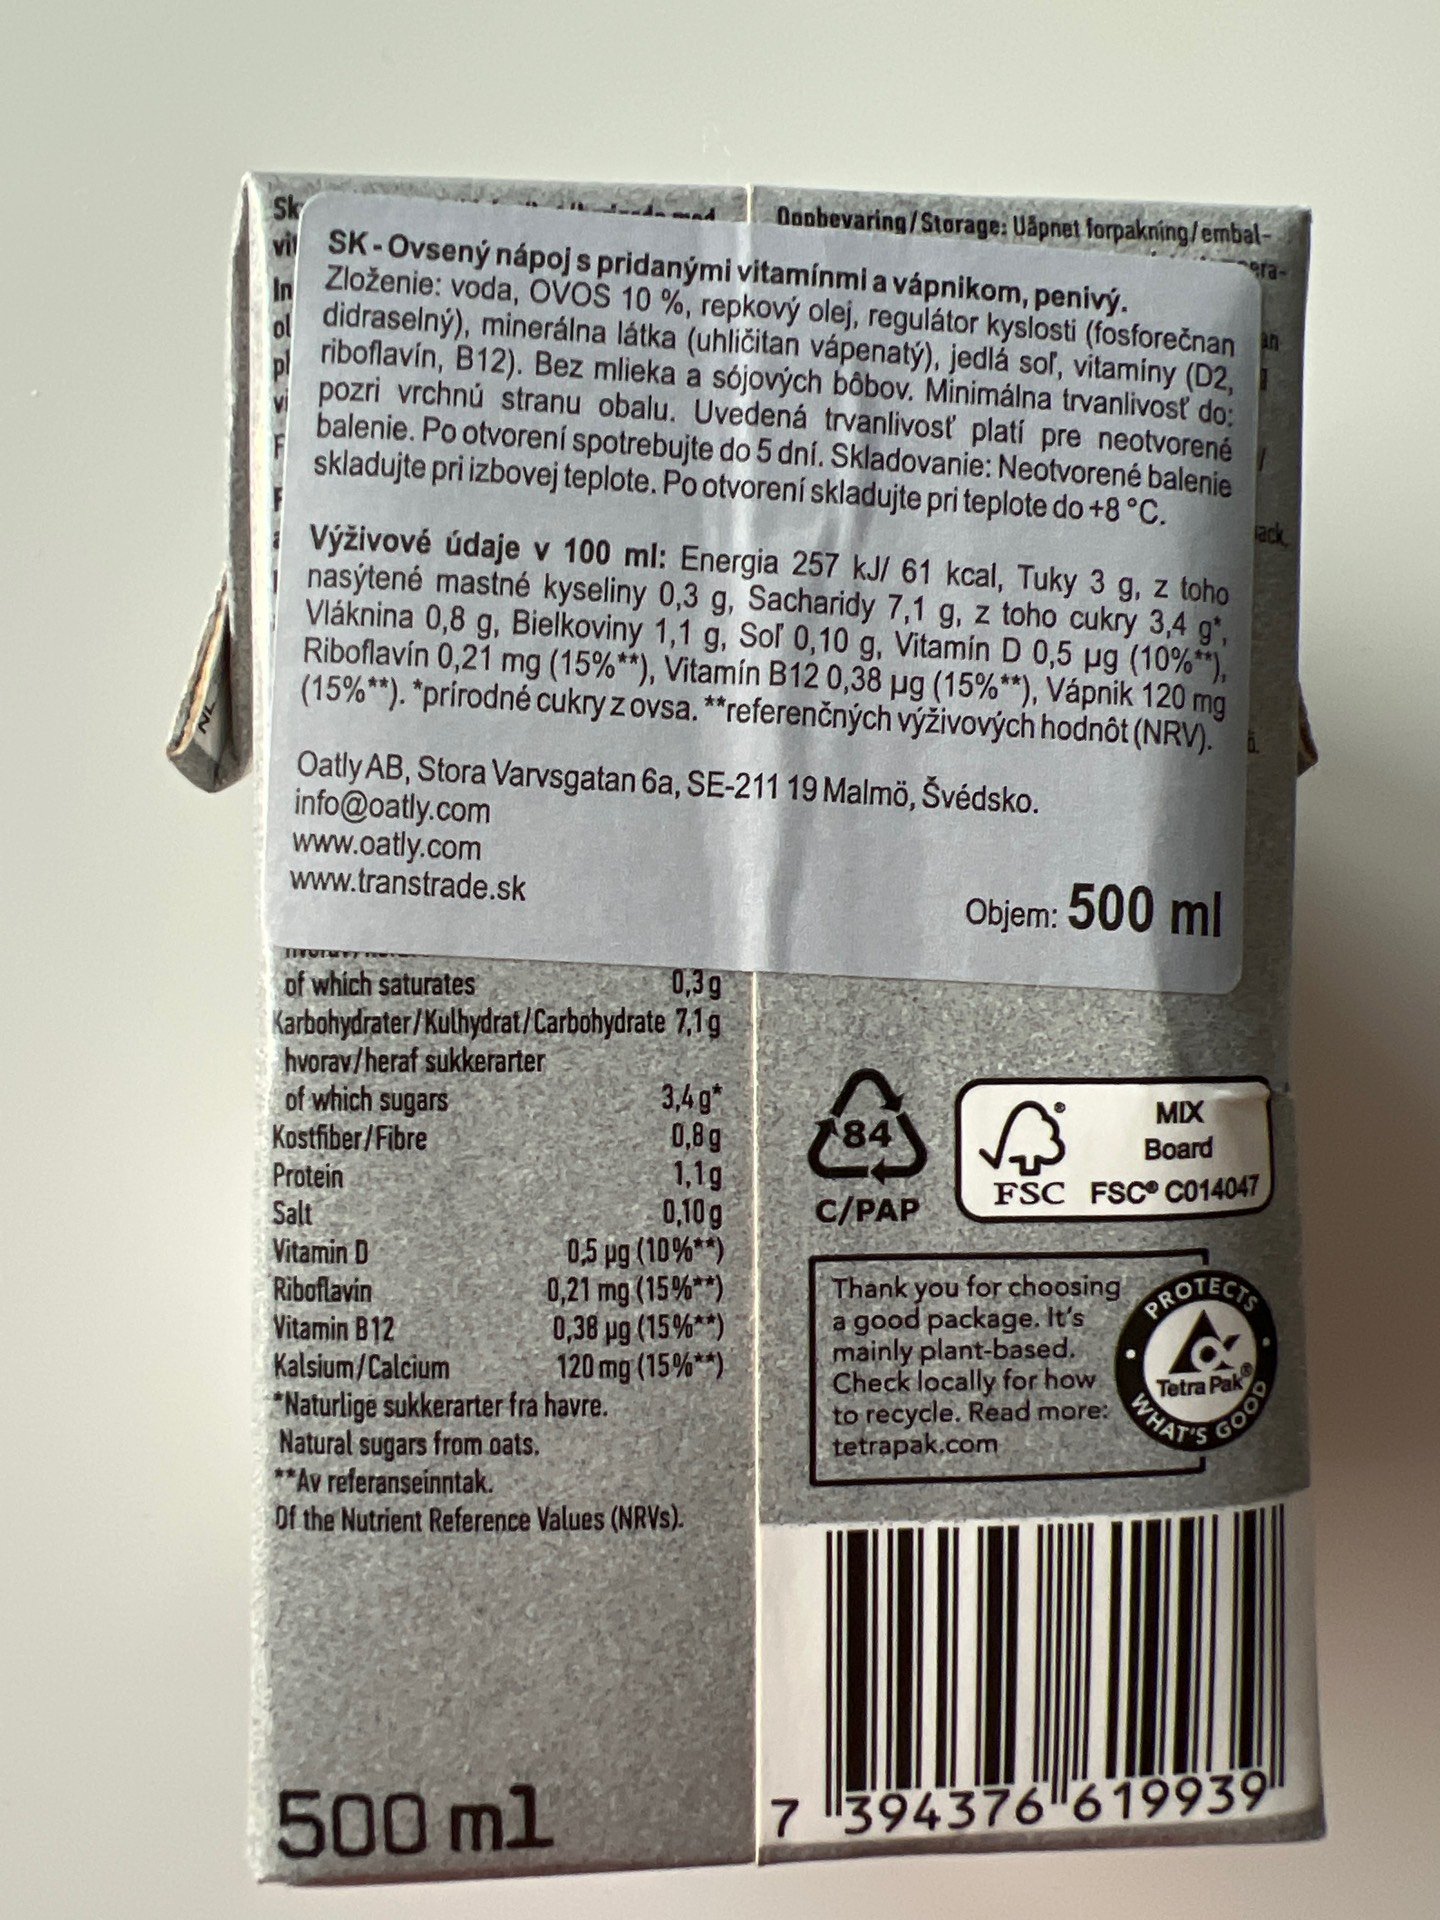 SK - Ovsený nápoj s pridanými vitamínmi a vápnikom, penivý.
Zloženie: voda, OVOS 10 %, repkový olej, regulátor kyslosti (fosforečnan
didraselný), minerálna látka (uhličitan vápenatý), jedlá soľ, vitamíny (D2,
riboflavín, B12). Bez mlieka a sójových bôbov. Minimálna trvanlivosť do:
pozri vrchnú stranu obalu. Uvedená trvanlivosť platí pre neotvorené
balenie. Po otvorení spotrebujte do 5 dní. Skladovanie: Neotvorené balenie
skladujte pri izbovej teplote. Po otvorení skladujte pri teplote do +8 °C.
Výživové údaje v 100 ml: Energia 257 kJ/ 61 kcal, Tuky 3 g, z toho
nasýtené mastné kyseliny 0,3 g, Sacharidy 7,1 g, z toho cukry 3,4 g*,
Vláknina 0,8 g, Bielkoviny 1,1 g, Soľ 0,10 g, Vitamín D 0,5 µg (10%**),
Riboflavín 0,21 mg (15%**), Vitamín B12 0,38 µg (15%**), Vápnik 120 mg
(15%**). *prírodné cukry z ovsa. **referenčných výživových hodnôt (NRV).
Oatly AB, Stora Varvsgatan 6a, SE-211 19 Malmö, Švédsko.
info@oatly.com
www.oatly.com
www.transtrade.sk
Objem: 500 ml
Oppbevaring/Storage: Uåpnet forpakning/embal-
of which saturates 0,3 g
Karbohydrater/Kulhydrat/Carbohydrate 7,1 g
hvorav/heraf sukkerarter
of which sugars 3,4 g*
Kostfiber/Fibre 0,8 g
Protein 1,1 g
Salt 0,10 g
Vitamin D 0,5 µg (10%**)
Riboflavin 0,21 mg (15%**)
Vitamin B12 0,38 µg (15%**)
Kalsium/Calcium 120 mg (15%**)
*Naturlige sukkerarter fra havre.
Natural sugars from oats.
**Av referanseinntak.
Of the Nutrient Reference Values (NRVs).
500 ml
84
C/PAP
FSC
MIX
Board
FSC® C014047
Thank you for choosing
a good package. It's
mainly plant-based.
Check locally for how
to recycle. Read more:
tetrapak.com
PROTECTS
Tetra Pak®
WHAT'S GOOD
7 394376 619939